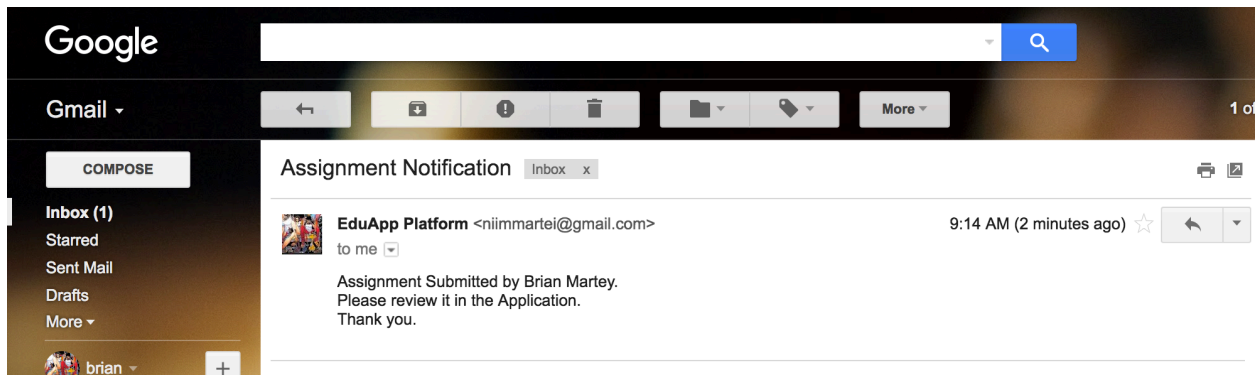 Google
Gmail
More
1 of
COMPOSE
Assignment Notification Inbox x
Inbox (1)
EduApp Platform <niimmartei@gmail.com> 9:14 AM (2 minutes ago)
Starred
to me
Sent Mail
Assignment Submitted by Brian Martey.
Drafts
Please review it in the Application.
More
Thank you.
brian
+